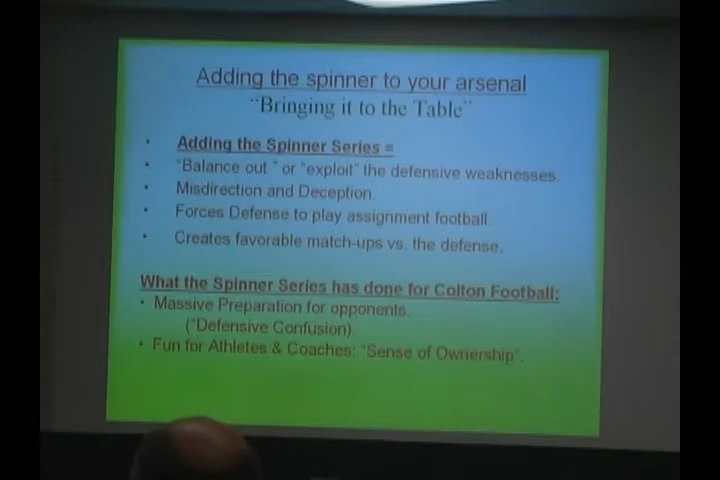 Adding the spinner to your arsenal
"Bringing it to the Table"
• Adding the Spinner Series =
• "Balance out " or "exploit" the defensive weaknesses.
• Misdirection and Deception.
• Forces Defense to play assignment football.
• Creates favorable match-ups vs. the defense.
What the Spinner Series has done for Colton Football:
• Massive Preparation for opponents.
("Defensive Confusion).
• Fun for Athletes & Coaches: "Sense of Ownership".